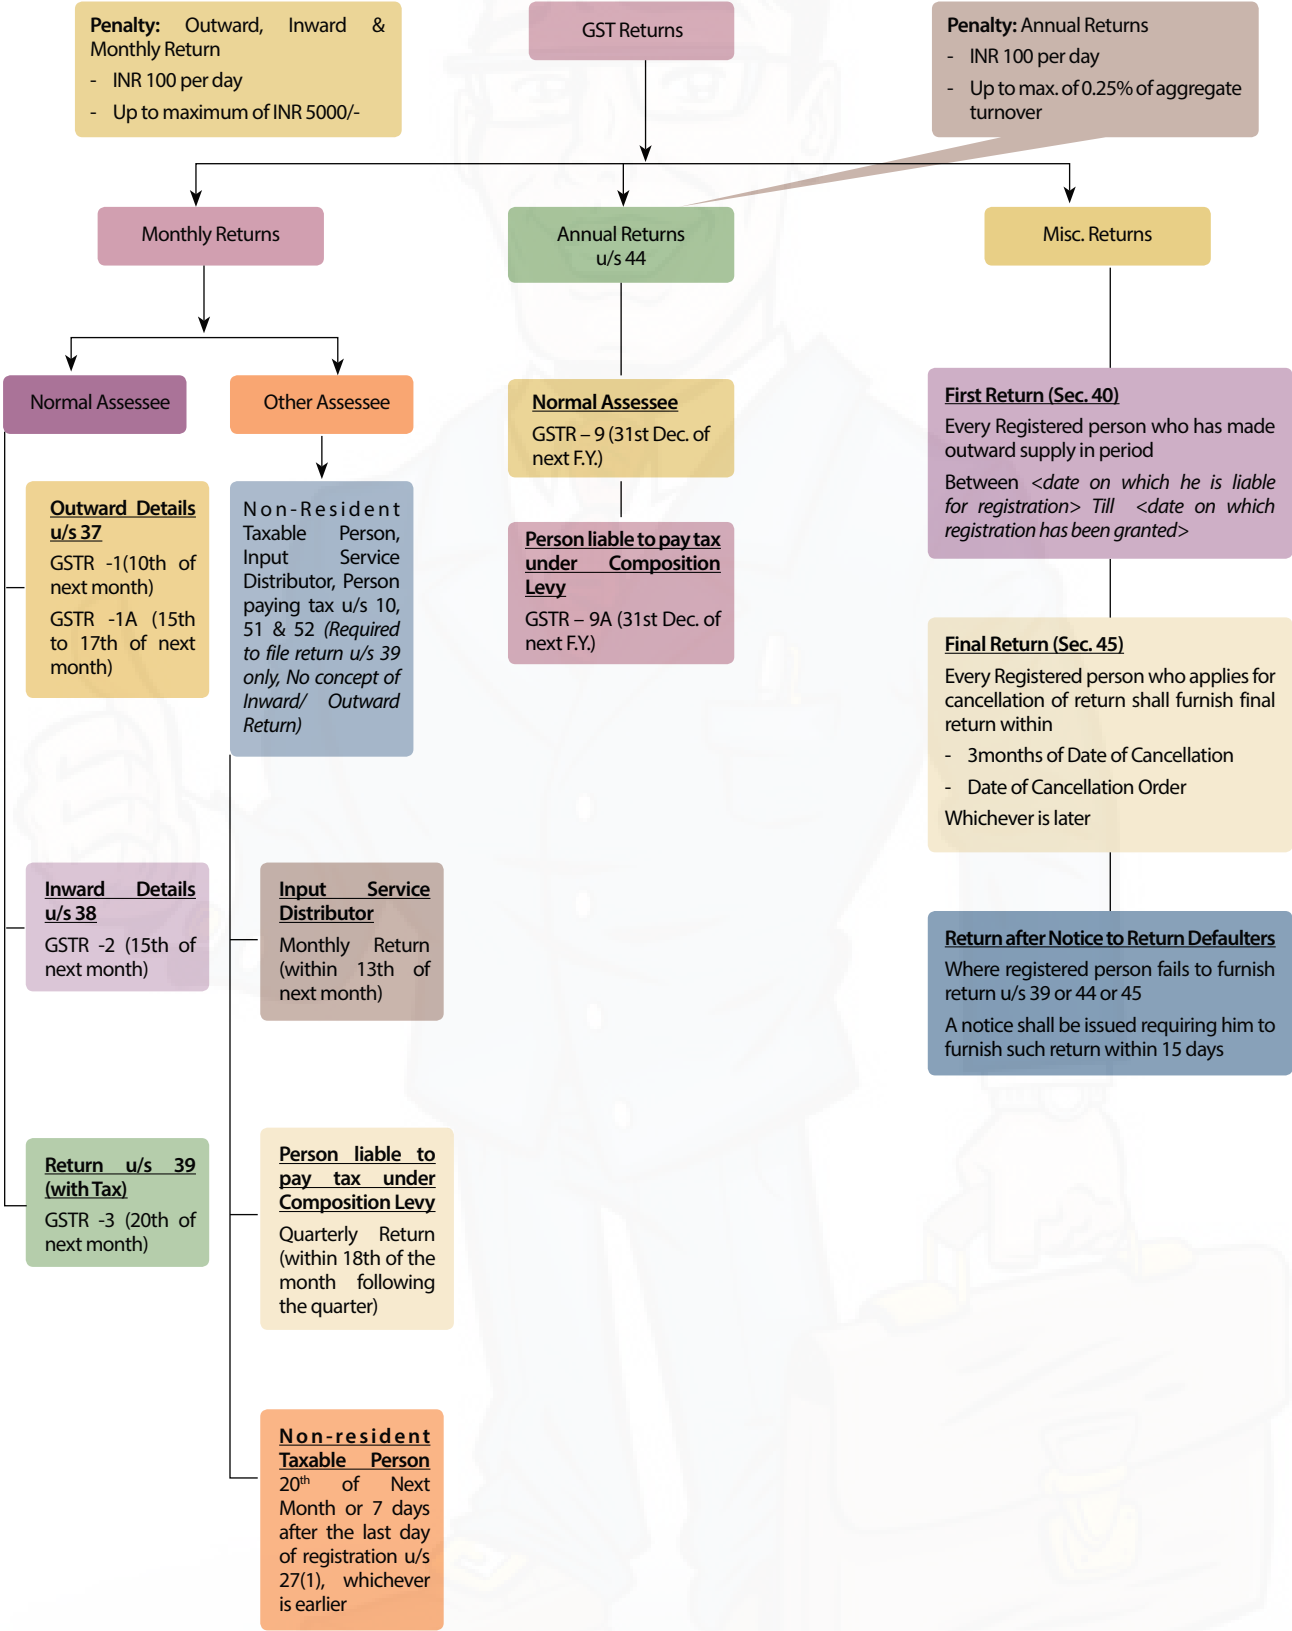 Penalty: Outward, Inward &
Monthly Return
- INR 100 per day
- Up to maximum of INR 5000/-
GST Returns
Penalty: Annual Returns
- INR 100 per day
- Up to max. of 0.25% of aggregate
turnover
Monthly Returns
Annual Returns
u/s 44
Misc. Returns
Normal Assessee
Other Assessee
Outward Details
u/s 37
GSTR -1(10th of
next month)
GSTR -1A (15th
to 17th of next
month)
Inward Details
u/s 38
GSTR -2 (15th of
next month)
Return u/s 39
(with Tax)
GSTR -3 (20th of
next month)
Non-Resident
Taxable Person,
Input Service
Distributor, Person
paying tax u/s 10,
51 & 52 (Required
to file return u/s 39
only, No concept of
Inward/ Outward
Return)
Input Service
Distributor
Monthly Return
(within 13th of
next month)
Person liable to
pay tax under
Composition Levy
Quarterly Return
(within 18th of the
month following
the quarter)
Non-resident
Taxable Person
20th of Next
Month or 7 days
after the last day
of registration u/s
27(1), whichever
is earlier
Normal Assessee
GSTR – 9 (31st Dec. of
next F.Y.)
Person liable to pay tax
under Composition
Levy
GSTR – 9A (31st Dec. of
next F.Y.)
First Return (Sec. 40)
Every Registered person who has made
outward supply in period
Between <date on which he is liable
for registration> Till <date on which
registration has been granted>
Final Return (Sec. 45)
Every Registered person who applies for
cancellation of return shall furnish final
return within
- 3months of Date of Cancellation
- Date of Cancellation Order
Whichever is later
Return after Notice to Return Defaulters
Where registered person fails to furnish
return u/s 39 or 44 or 45
A notice shall be issued requiring him to
furnish such return within 15 days